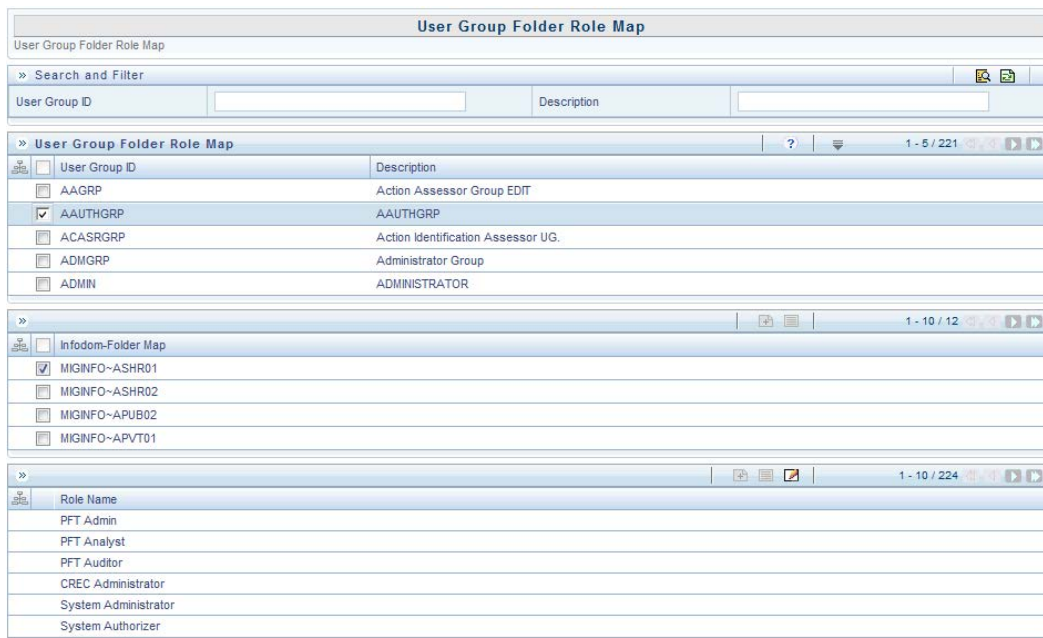 User Group Folder Role Map
User Group Folder Role Map
» Search and Filter
User Group ID Description
» User Group Folder Role Map ? 1 - 5 / 221
User Group ID Description
AAGRP Action Assessor Group EDIT
AAUTHGRP AAUTHGRP
ACASRGRP Action Identification Assessor UG.
ADMGRP Administrator Group
ADMIN ADMINISTRATOR
» 1 - 10 / 12
Infodom-Folder Map
MIGINFO~ASHR01
MIGINFO~ASHR02
MIGINFO~APUB02
MIGINFO~APVT01
» 1 - 10 / 224
Role Name
PFT Admin
PFT Analyst
PFT Auditor
CREC Administrator
System Administrator
System Authorizer